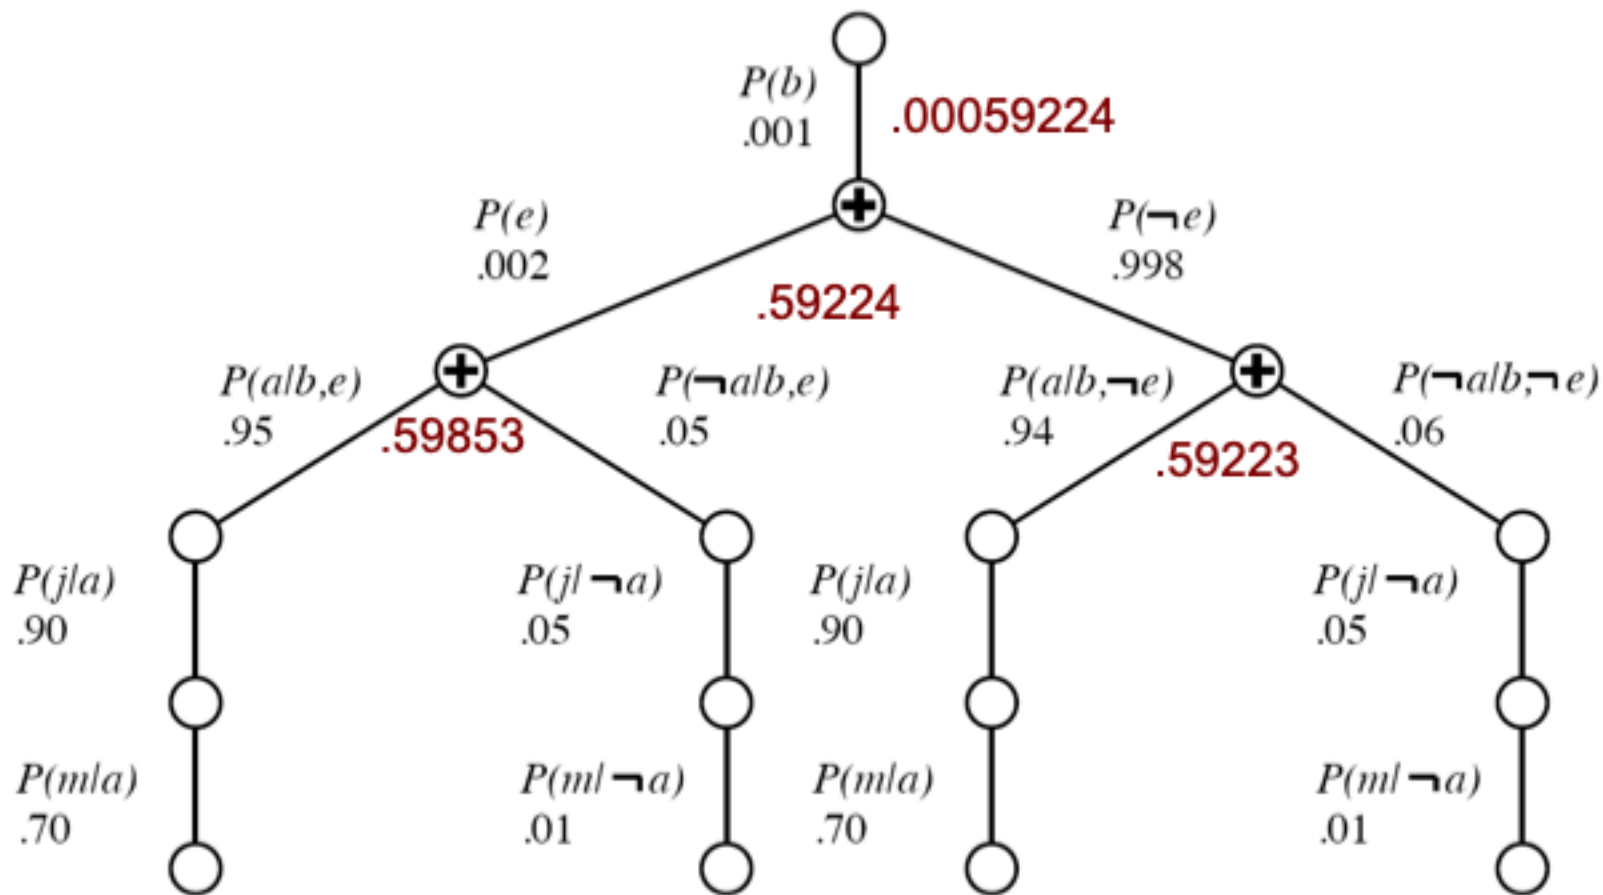 P(b)
.001
.00059224
P(e)
.002
P(¬e)
.998
.59224
P(a|b,e)
.95
.59853
P(¬a|b,e)
.05
P(a|b,¬e)
.94
.59223
P(¬a|b,¬e)
.06
P(j|a)
.90
P(j|¬a)
.05
P(j|a)
.90
P(j|¬a)
.05
P(m|a)
.70
P(m|¬a)
.01
P(m|a)
.70
P(m|¬a)
.01